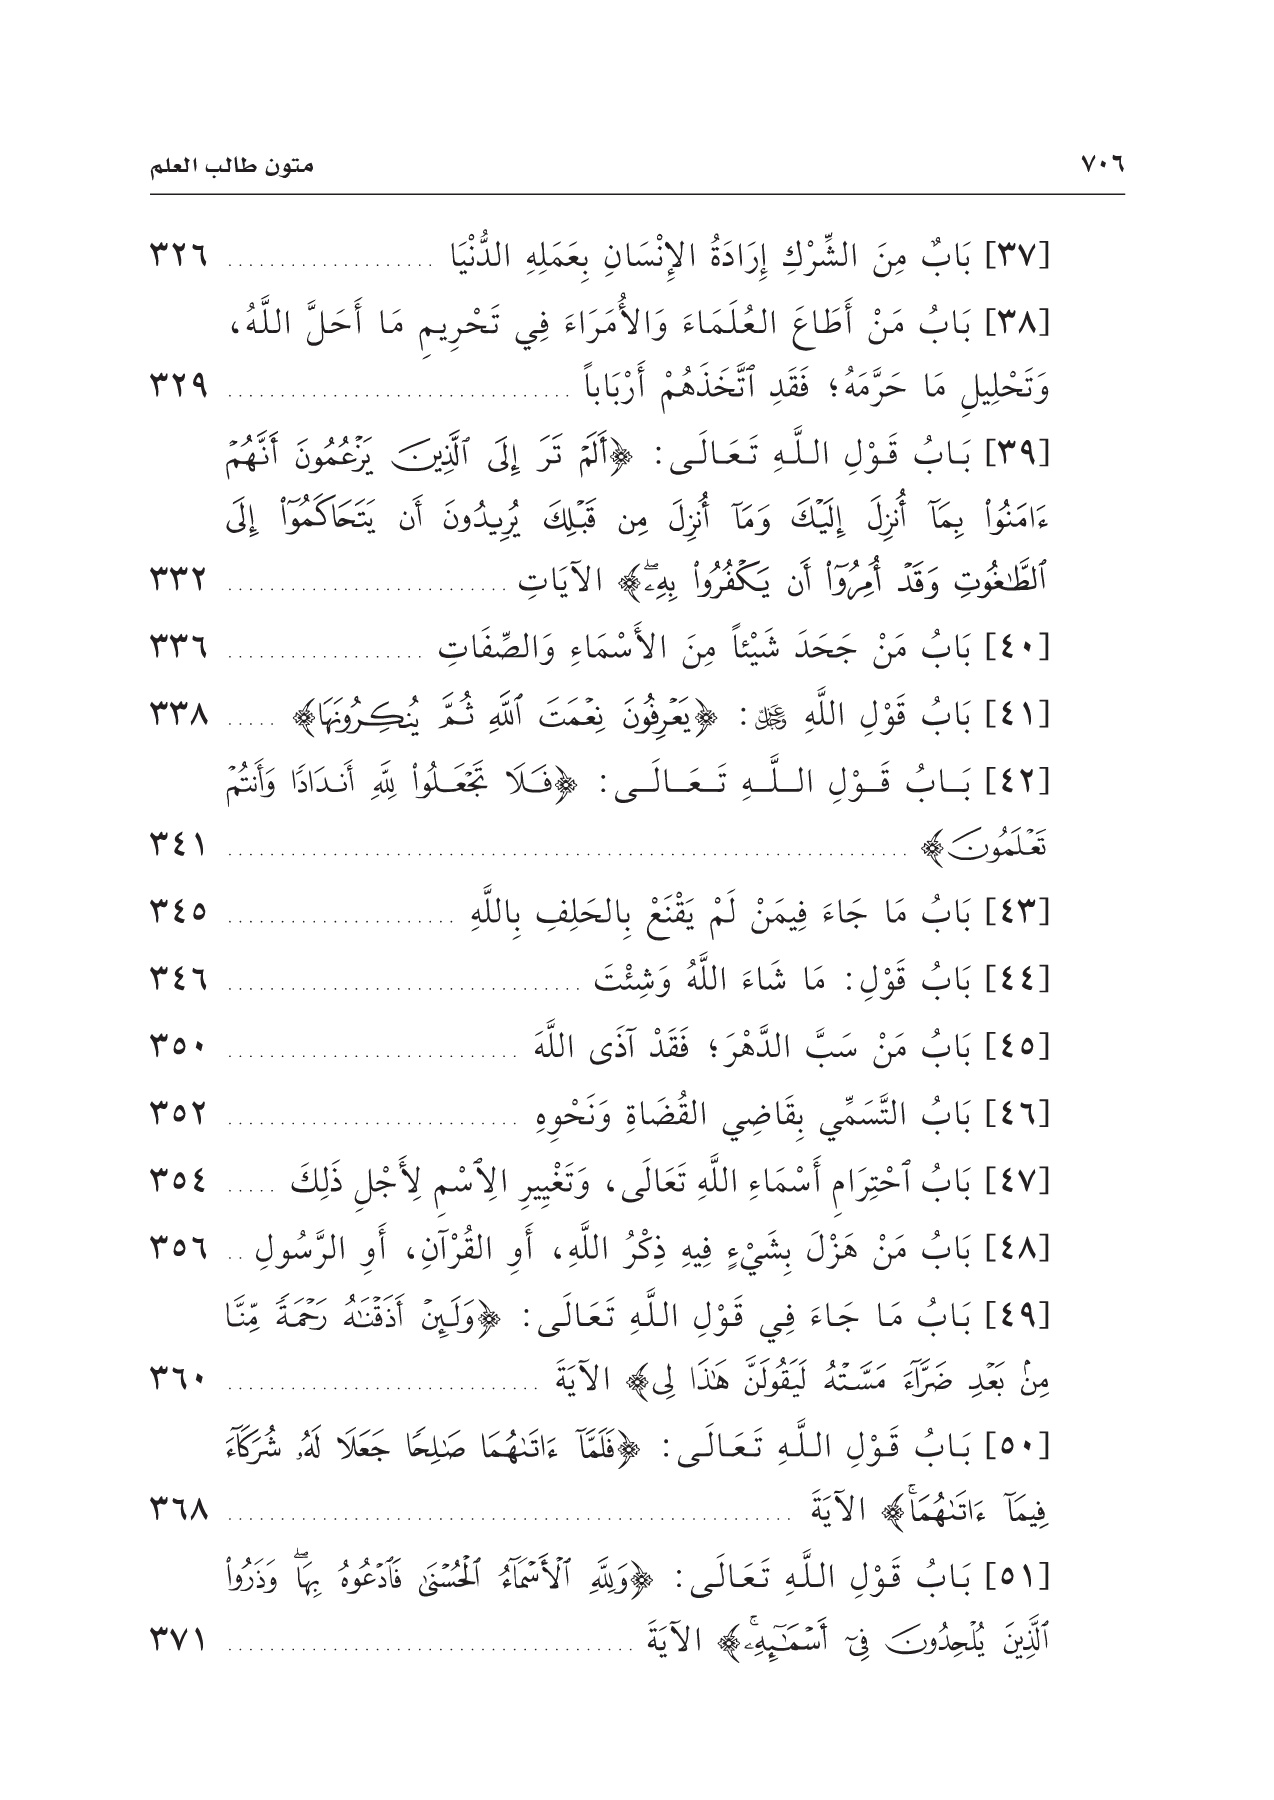 ٧٠٦ متون طالب العلم
[٣٧] بَابٌ مِنَ الشِّرْكِ إِرَادَةُ الإِنْسَانِ بِعَمَلِهِ الدُّنْيَا .................... ٣٢٦
[٣٨] بَابُ مَنْ أَطَاعَ العُلَمَاءَ وَالأُمَرَاءَ فِي تَحْرِيمِ مَا أَحَلَّ اللَّهُ،
وَتَحْلِيلِ مَا حَرَّمَهُ؛ فَقَدِ ٱتَّخَذَهُمْ أَرْبَاباً ................................. ٣٢٩
[٣٩] بَابُ قَوْلِ اللَّهِ تَعَالَى: ﴿أَلَمْ تَرَ إِلَى ٱلَّذِينَ يَزْعُمُونَ أَنَّهُمْ
ءَامَنُوا۟ بِمَآ أُنزِلَ إِلَيْكَ وَمَآ أُنزِلَ مِن قَبْلِكَ يُرِيدُونَ أَن يَتَحَاكَمُوٓا۟ إِلَى
ٱلطَّـٰغُوتِ وَقَدْ أُمِرُوٓا۟ أَن يَكْفُرُوا۟ بِهِۦۖ﴾ الآيَاتِ ........................... ٣٣٢
[٤٠] بَابُ مَنْ جَحَدَ شَيْئاً مِنَ الأَسْمَاءِ وَالصِّفَاتِ ................... ٣٣٦
[٤١] بَابُ قَوْلِ اللَّهِ عَزَّ وَجَلَّ: ﴿يَعْرِفُونَ نِعْمَتَ ٱللَّهِ ثُمَّ يُنكِرُونَهَا﴾ ..... ٣٣٨
[٤٢] بَابُ قَوْلِ اللَّهِ تَعَالَى: ﴿فَلَا تَجْعَلُوا۟ لِلَّهِ أَندَادًا وَأَنتُمْ
تَعْلَمُونَ﴾ ................................................................. ٣٤١
[٤٣] بَابُ مَا جَاءَ فِيمَنْ لَمْ يَقْنَعْ بِالحَلِفِ بِاللَّهِ ...................... ٣٤٥
[٤٤] بَابُ قَوْلِ: مَا شَاءَ اللَّهُ وَشِئْتَ .................................. ٣٤٦
[٤٥] بَابُ مَنْ سَبَّ الدَّهْرَ؛ فَقَدْ آذَى اللَّهَ ............................ ٣٥٠
[٤٦] بَابُ التَّسَمِّي بِقَاضِي القُضَاةِ وَنَحْوِهِ ............................ ٣٥٢
[٤٧] بَابُ ٱحْتِرَامِ أَسْمَاءِ اللَّهِ تَعَالَى، وَتَغْيِيرِ الِٱسْمِ لِأَجْلِ ذَلِكَ ..... ٣٥٤
[٤٨] بَابُ مَنْ هَزَلَ بِشَيْءٍ فِيهِ ذِكْرُ اللَّهِ، أَوِ القُرْآنِ، أَوِ الرَّسُولِ .. ٣٥٦
[٤٩] بَابُ مَا جَاءَ فِي قَوْلِ اللَّهِ تَعَالَى: ﴿وَلَئِنْ أَذَقْنَـٰهُ رَحْمَةً مِّنَّا
مِنۢ بَعْدِ ضَرَّآءَ مَسَّتْهُ لَيَقُولَنَّ هَـٰذَا لِى﴾ الآيَةَ .............................. ٣٦٠
[٥٠] بَابُ قَوْلِ اللَّهِ تَعَالَى: ﴿فَلَمَّآ ءَاتَىٰهُمَا صَـٰلِحًا جَعَلَا لَهُۥ شُرَكَآءَ
فِيمَآ ءَاتَىٰهُمَاۚ﴾ الآيَةَ ...................................................... ٣٦٨
[٥١] بَابُ قَوْلِ اللَّهِ تَعَالَى: ﴿وَلِلَّهِ ٱلْأَسْمَآءُ ٱلْحُسْنَىٰ فَٱدْعُوهُ بِهَاۖ وَذَرُوا۟
ٱلَّذِينَ يُلْحِدُونَ فِىٓ أَسْمَـٰٓئِهِۦۚ﴾ الآيَةَ ....................................... ٣٧١